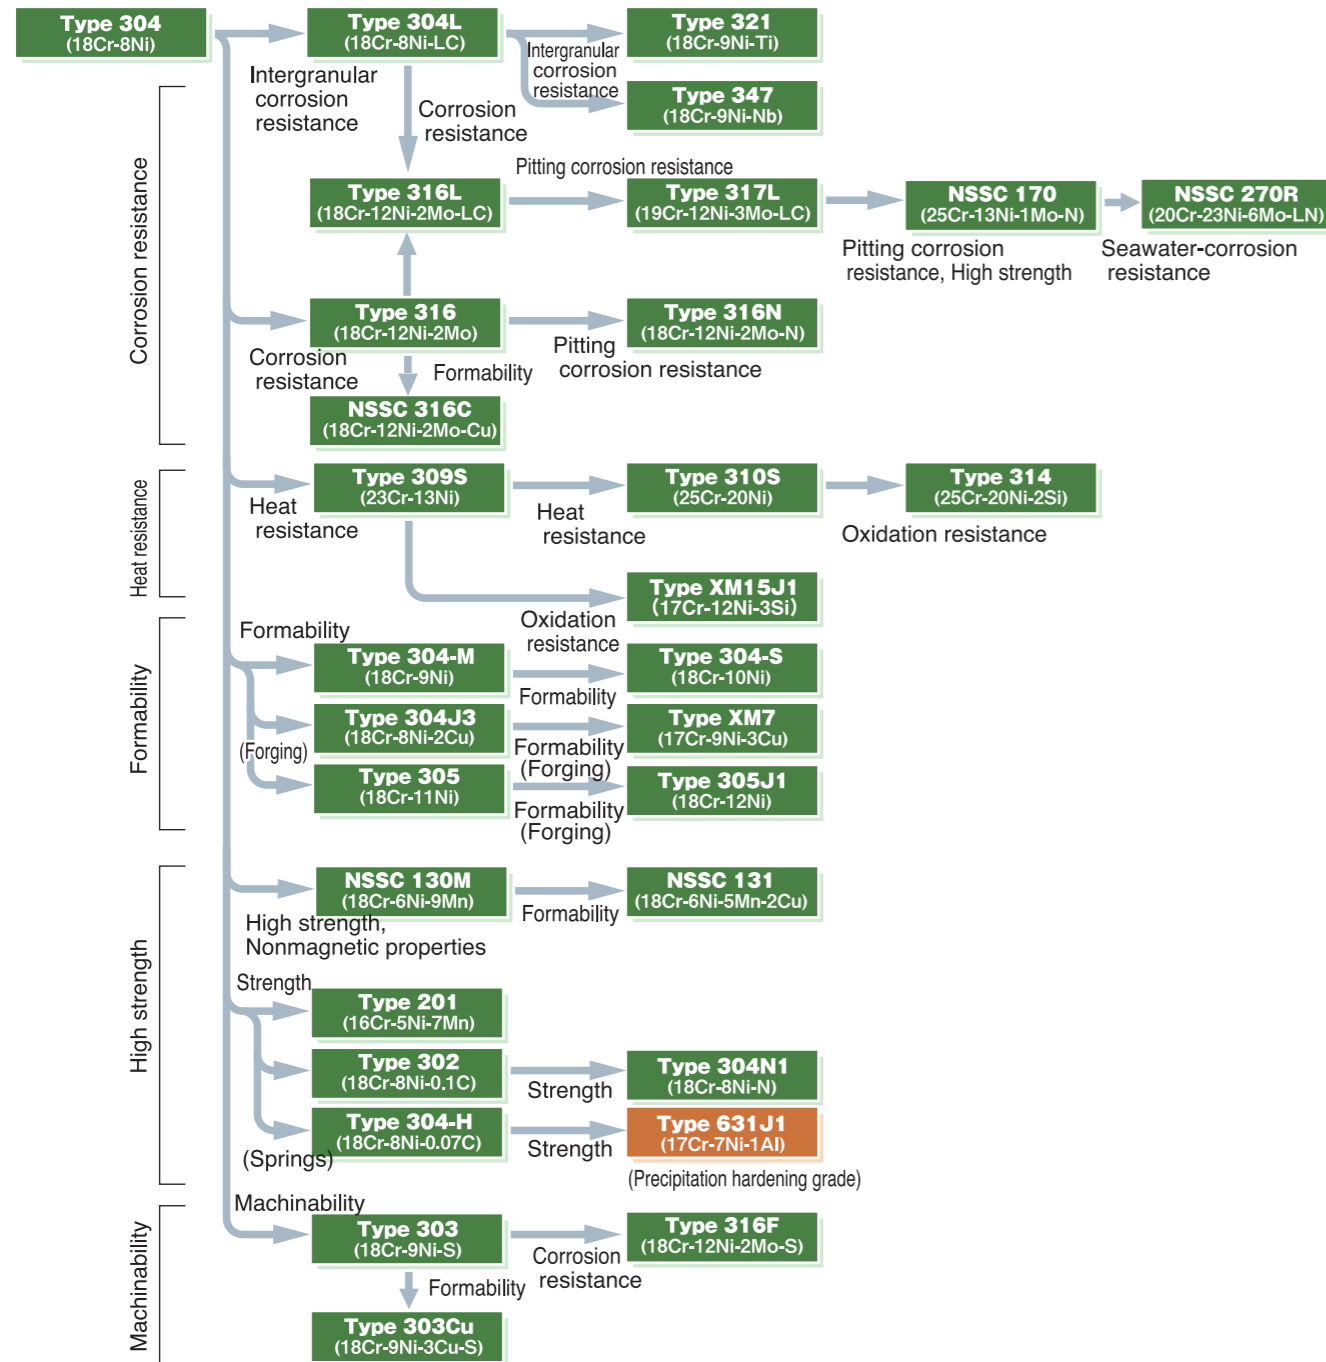 Type 304
(18Cr-8Ni)
Type 304L
(18Cr-8Ni-LC)
Type 321
(18Cr-9Ni-Ti)
Intergranular
corrosion
resistance
Intergranular
corrosion
resistance
Type 347
(18Cr-9Ni-Nb)
Corrosion
resistance
Corrosion resistance
Pitting corrosion resistance
Type 316L
(18Cr-12Ni-2Mo-LC)
Type 317L
(19Cr-12Ni-3Mo-LC)
NSSC 170
(25Cr-13Ni-1Mo-N)
NSSC 270R
(20Cr-23Ni-6Mo-LN)
Pitting corrosion
resistance, High strength
Seawater-corrosion
resistance
Type 316
(18Cr-12Ni-2Mo)
Type 316N
(18Cr-12Ni-2Mo-N)
Corrosion
resistance
Formability
Pitting
corrosion resistance
NSSC 316C
(18Cr-12Ni-2Mo-Cu)
Heat resistance
Type 309S
(23Cr-13Ni)
Type 310S
(25Cr-20Ni)
Type 314
(25Cr-20Ni-2Si)
Heat
resistance
Heat
resistance
Oxidation resistance
Type XM15J1
(17Cr-12Ni-3Si)
Oxidation
resistance
Formability
Formability
Type 304-M
(18Cr-9Ni)
Type 304-S
(18Cr-10Ni)
Formability
Type 304J3
(18Cr-8Ni-2Cu)
Type XM7
(17Cr-9Ni-3Cu)
(Forging)
Formability
(Forging)
Type 305
(18Cr-11Ni)
Type 305J1
(18Cr-12Ni)
Formability
(Forging)
High strength
NSSC 130M
(18Cr-6Ni-9Mn)
NSSC 131
(18Cr-6Ni-5Mn-2Cu)
Formability
High strength,
Nonmagnetic properties
Strength
Type 201
(16Cr-5Ni-7Mn)
Type 302
(18Cr-8Ni-0.1C)
Type 304N1
(18Cr-8Ni-N)
Strength
Type 304-H
(18Cr-8Ni-0.07C)
Type 631J1
(17Cr-7Ni-1Al)
(Springs)
Strength
(Precipitation hardening grade)
Machinability
Machinability
Type 303
(18Cr-9Ni-S)
Type 316F
(18Cr-12Ni-2Mo-S)
Corrosion
resistance
Formability
Type 303Cu
(18Cr-9Ni-3Cu-S)